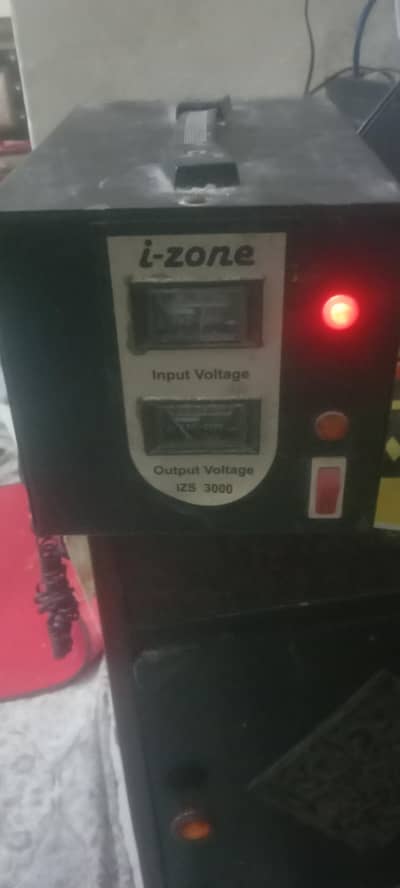 i-zone
Input Voltage
Output Voltage
IZS 3000